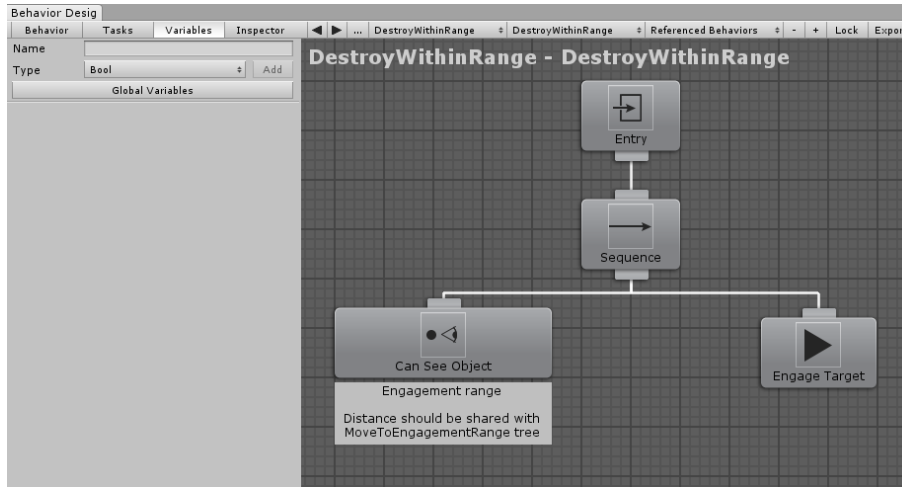 Behavior Desig
Behavior Tasks Variables Inspector
... DestroyWithinRange DestroyWithinRange Referenced Behaviors - + Lock Expor
Name
Type Bool Add
Global Variables
DestroyWithinRange - DestroyWithinRange
Entry
Sequence
Can See Object
Engage Target
Engagement range
Distance should be shared with
MoveToEngagementRange tree